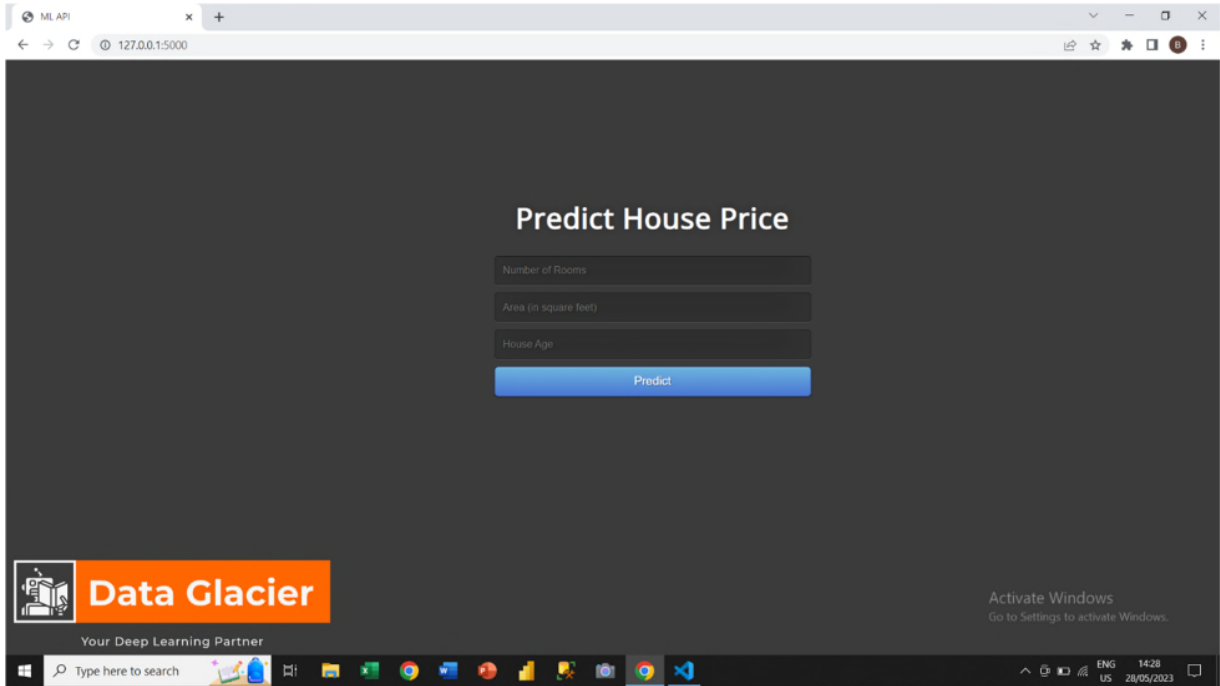 ML API
127.0.0.1:5000
B
Predict House Price
Number of Rooms
Area (in square feet)
House Age
Predict
Data Glacier
Your Deep Learning Partner
Activate Windows
Go to Settings to activate Windows.
Type here to search
ENG
US
14:28
28/05/2023